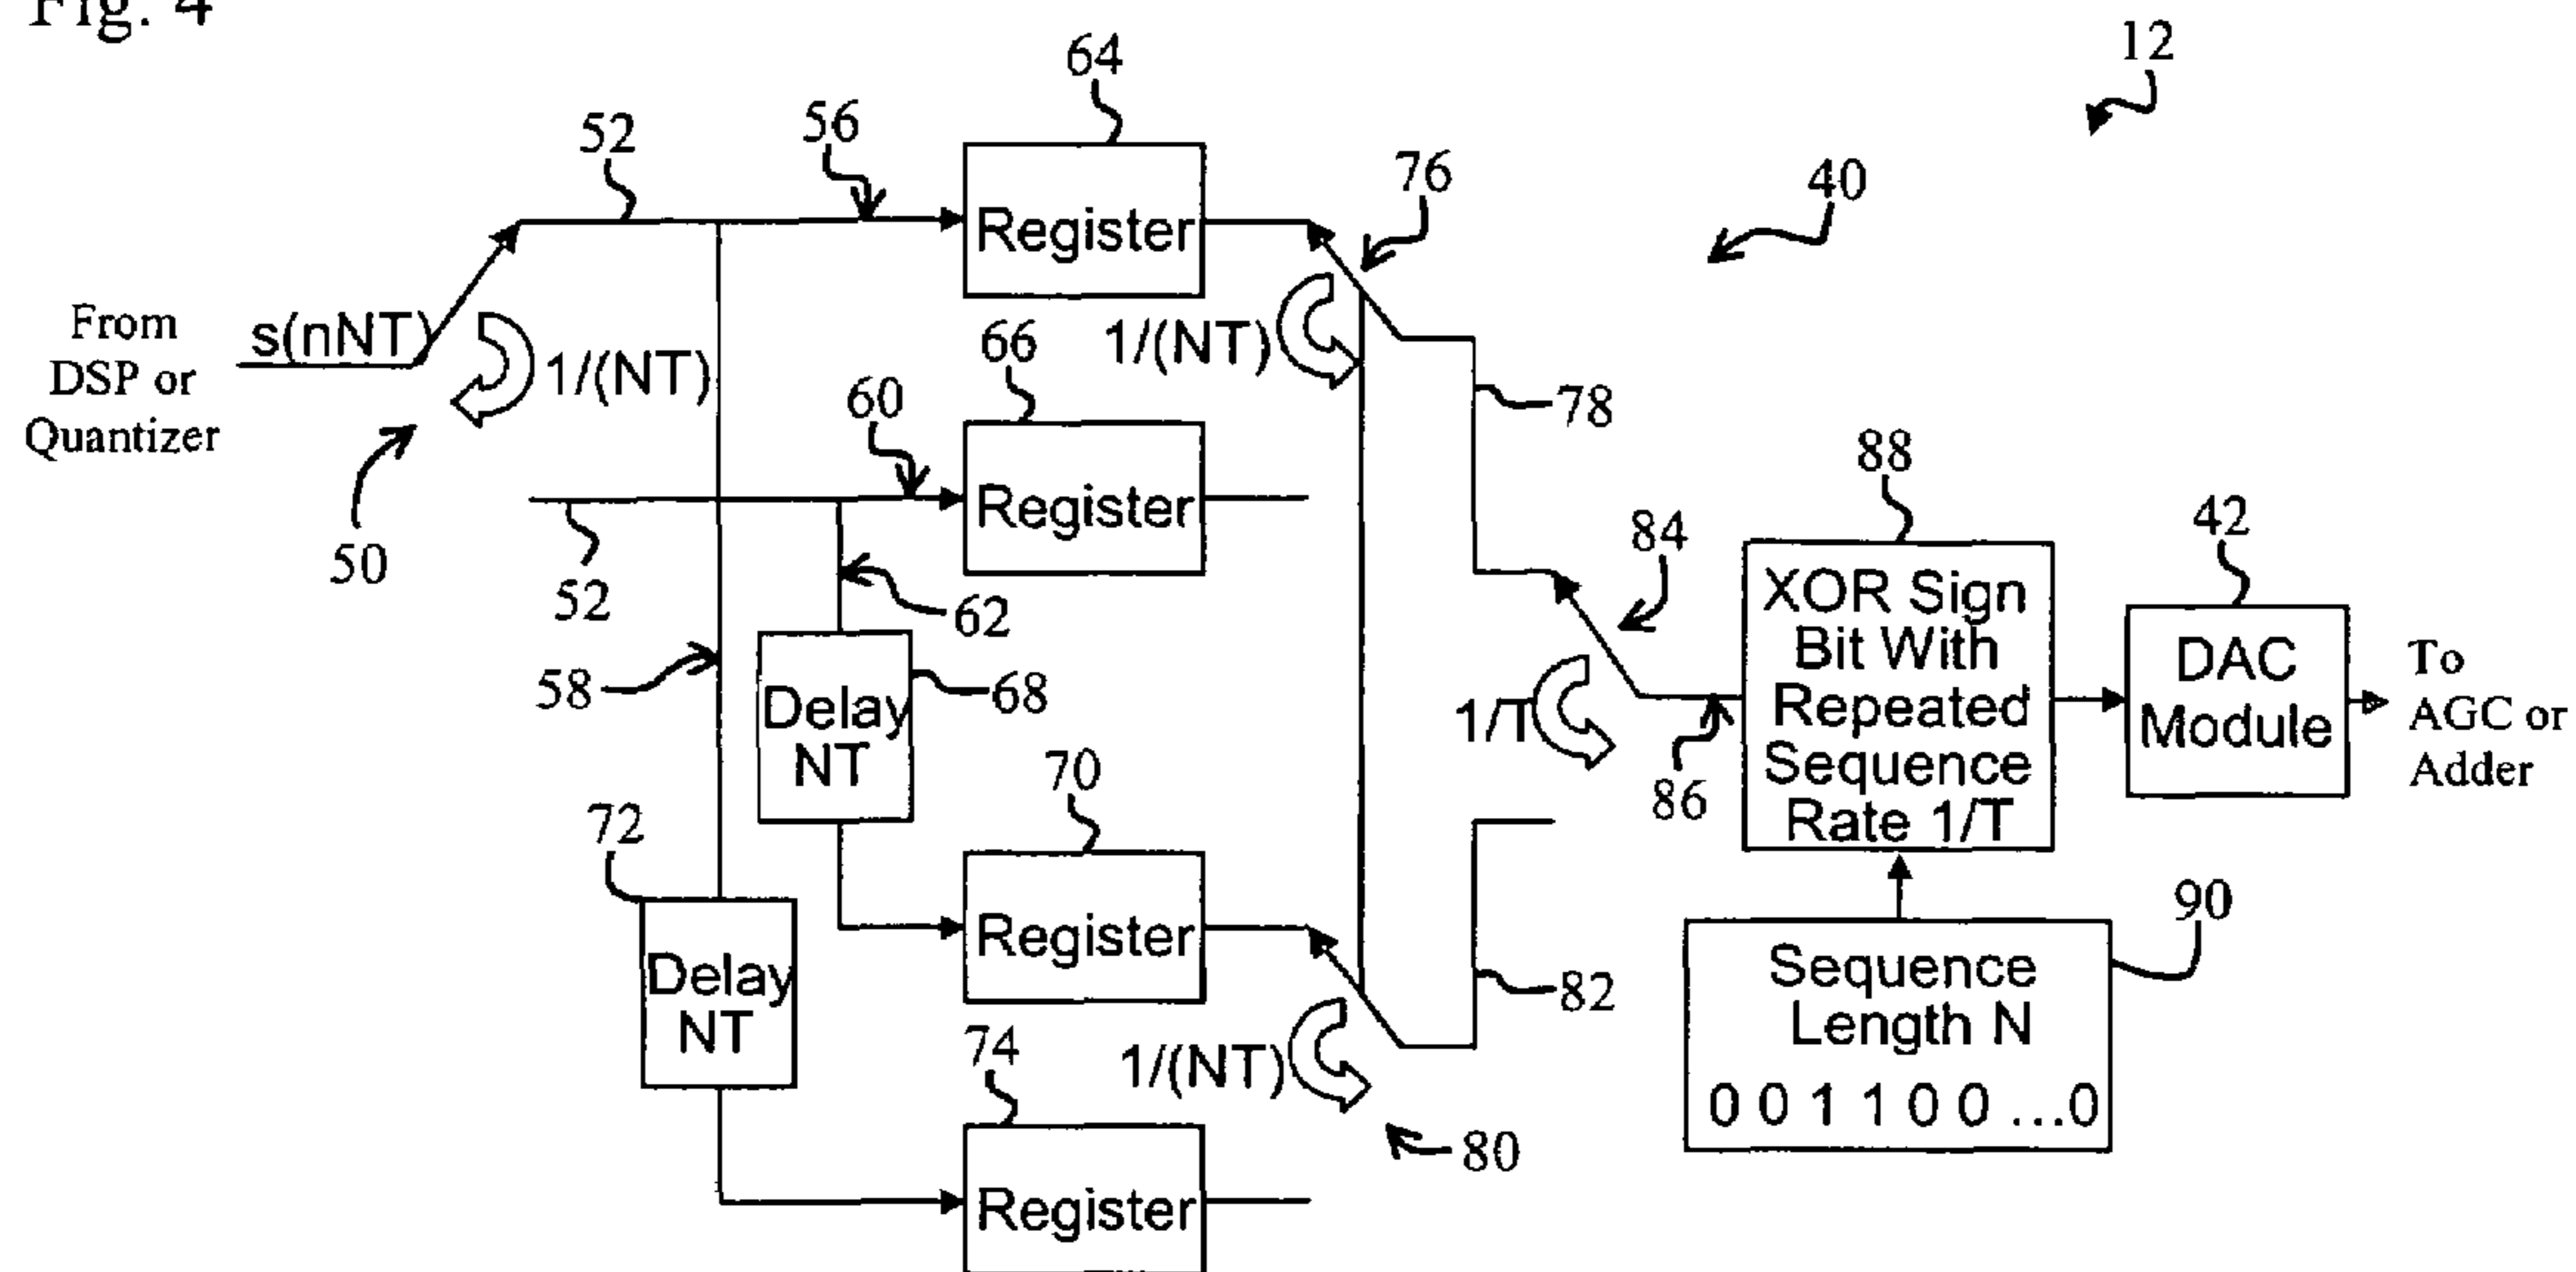 Fig. 4
12
64
52
56
76
40
Register
From
DSP or
Quantizer
s(nNT)
1/(NT)
1/(NT)
66
60
78
Register
50
52
62
88
84
42
XOR Sign
Bit With
Repeated
Sequence
Rate 1/T
DAC
Module
To
AGC or
Adder
58
68
Delay
NT
1/T
86
70
72
Register
90
Delay
NT
82
Sequence
Length N
0 0 1 1 0 0 ...0
74
1/(NT)
80
Register